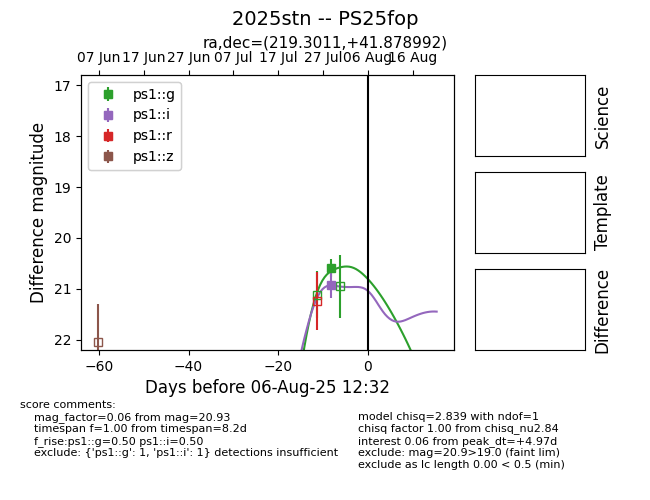 2025stn -- PS25fop
ra,dec=(219.3011,+41.878992)
07 Jun 17 Jun 27 Jun 07 Jul 17 Jul 27 Jul 06 Aug 16 Aug
17
18
19
20
21
22
Difference magnitude
ps1::g
ps1::i
ps1::r
ps1::z
−60 −40 −20 0
Days before 06-Aug-25 12:32
Science
Template
Difference
score comments:
mag_factor=0.06 from mag=20.93
timespan f=1.00 from timespan=8.2d
f_rise:ps1::g=0.50 ps1::i=0.50
exclude: {'ps1::g': 1, 'ps1::i': 1} detections insufficient
model chisq=2.839 with ndof=1
chisq factor 1.00 from chisq_nu2.84
interest 0.06 from peak_dt=+4.97d
exclude: mag=20.9>19.0 (faint lim)
exclude as lc length 0.00 < 0.5 (min)